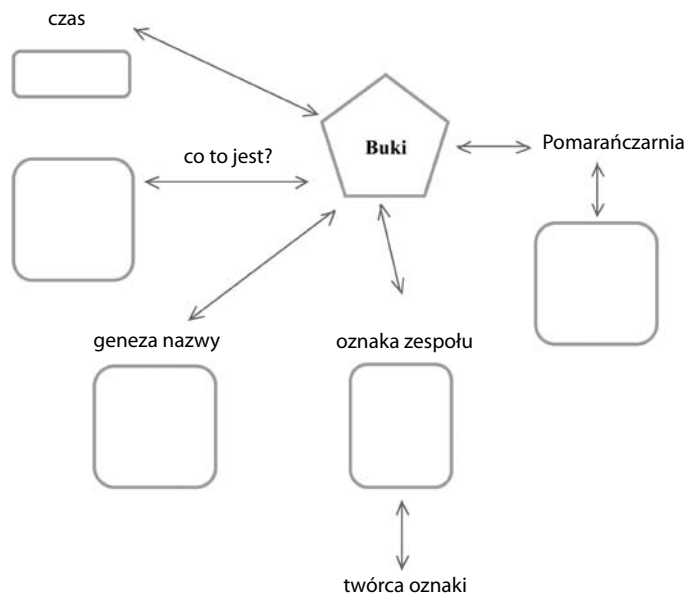 czas
Buki
Pomarańczarnia
co to jest?
geneza nazwy
oznaka zespołu
twórca oznaki